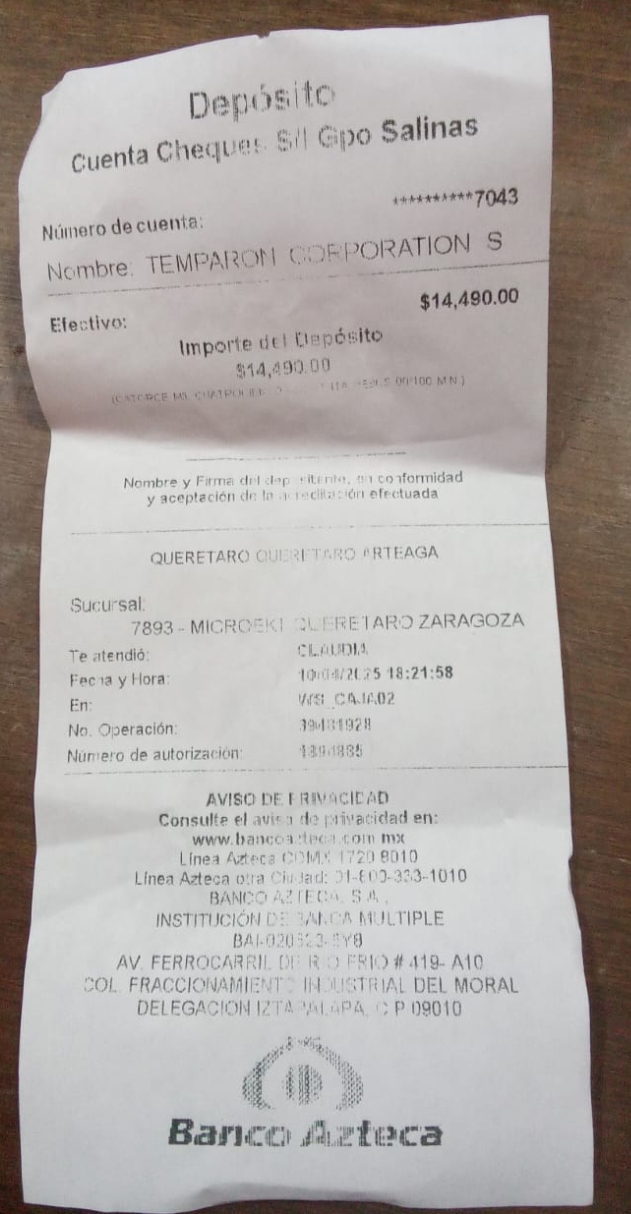 Depósito
Cuenta Cheques S/I Gpo Salinas
**********7043
Número de cuenta:
Nombre: TEMPARON CORPORATION S
$14,490.00
Efectivo:
Importe del Depósito
$14,490.00
(CATORCE MIL PESOS 00/100 M.N.)
Nombre y Firma del depositante, en conformidad
y aceptación de la acreditación efectuada
QUERETARO QUERETARO ARTEAGA
Sucursal:
7893 - MICROEKT QUERETARO ZARAGOZA
Te atendió: CLAUDIA
Fecha y Hora: 18:21:58
En: WS_CAJA02
No. Operación:
Número de autorización:
AVISO DE PRIVACIDAD
Consulte el aviso de privacidad en:
www.bancoazteca.com.mx
Línea Azteca CDMX 1720 8010
Línea Azteca otra Ciudad: 01-800-333-1010
BANCO AZTECA, S.A.,
INSTITUCIÓN DE BANCA MULTIPLE
AV. FERROCARRIL DE RIO FRIO # 419- A10
COL. FRACCIONAMIENTO INDUSTRIAL DEL MORAL
DELEGACION IZTAPALAPA, C P 09010
Banco Azteca